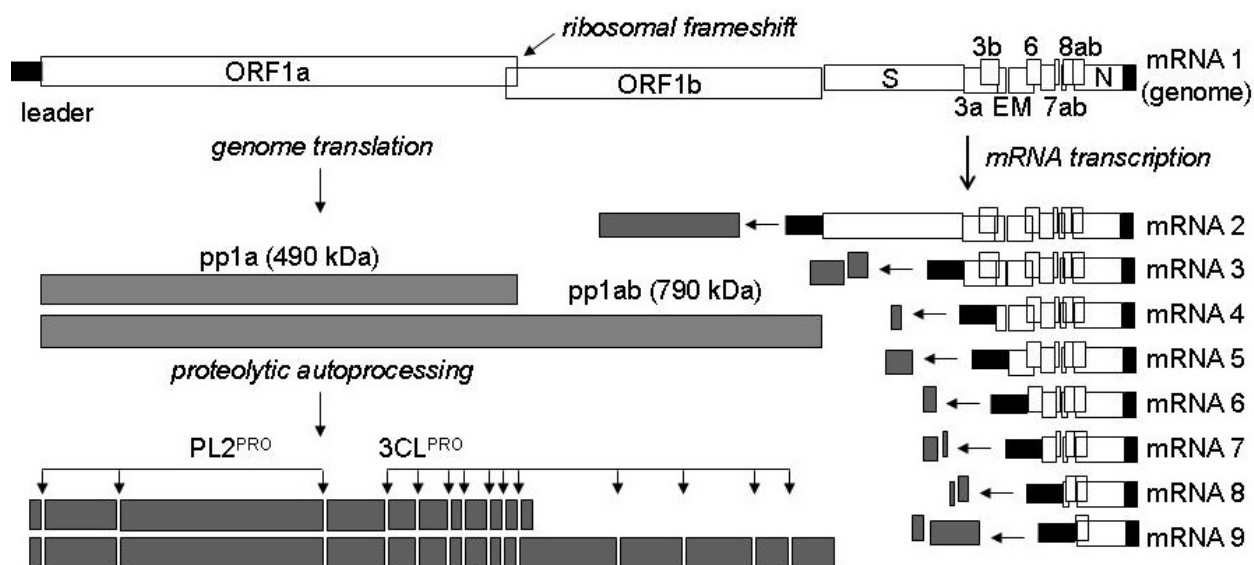 ribosomal frameshift
3b 6 8ab
ORF1a
ORF1b
S
N
mRNA 1
(genome)
leader
3a EM 7ab
genome translation
mRNA transcription
mRNA 2
pp1a (490 kDa)
mRNA 3
pp1ab (790 kDa)
mRNA 4
proteolytic autoprocessing
mRNA 5
mRNA 6
PL2PRO
3CLPRO
mRNA 7
mRNA 8
mRNA 9